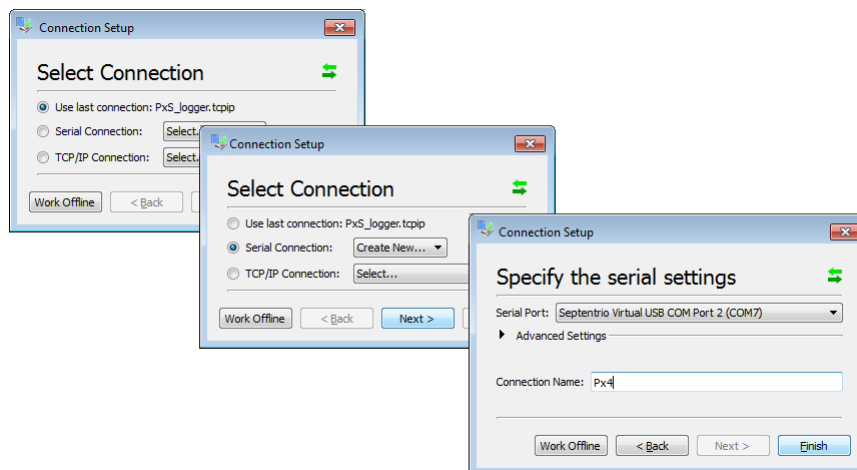 Connection Setup
Select Connection
Use last connection: PxS_logger.tcpip
Serial Connection: Select.
TCP/IP Connection: Select..
Work Offline < Back
Connection Setup
Select Connection
Use last connection: PxS_logger.tcpip
Serial Connection: Create New...
TCP/IP Connection: Select...
Work Offline < Back Next >
Connection Setup
Specify the serial settings
Serial Port: Septentrio Virtual USB COM Port 2 (COM7)
Advanced Settings
Connection Name: Px4
Work Offline < Back Next > Finish